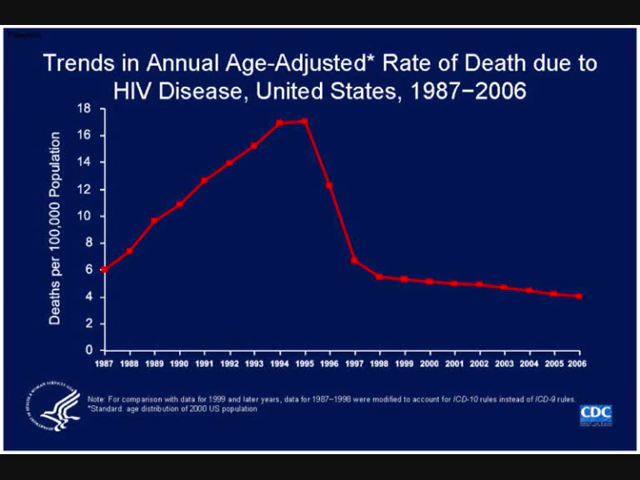 Trends in Annual Age-Adjusted* Rate of Death due to
HIV Disease, United States, 1987−2006
Deaths per 100,000 Population
18
16
14
12
10
8
6
4
2
0
1987 1988 1989 1990 1991 1992 1993 1994 1995 1996 1997 1998 1999 2000 2001 2002 2003 2004 2005 2006
Note: For comparison with data for 1999 and later years, data for 1987−1998 were modified to account for ICD-10 rules instead of ICD-9 rules.
*Standard: age distribution of 2000 US population
CDC